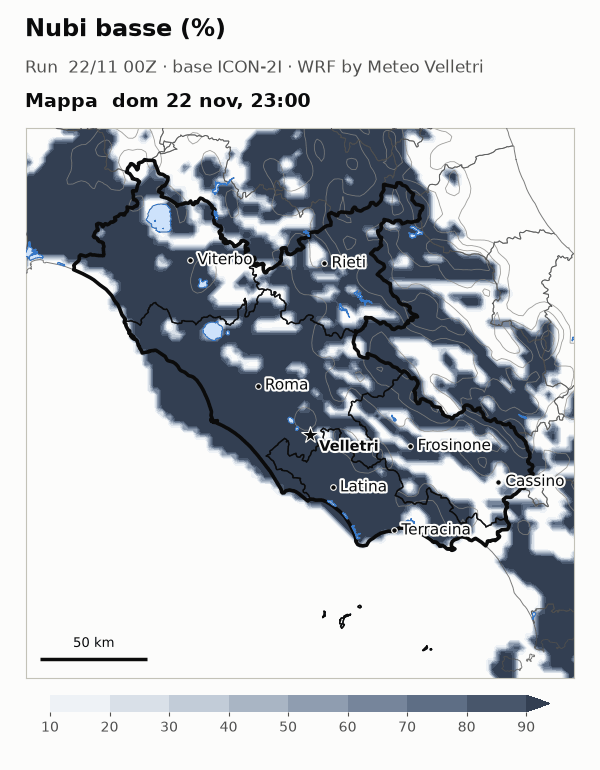 Nubi basse (%)
Run  22/11 00Z · base ICON-2I · WRF by Meteo Velletri
Mappa  dom 22 nov, 23:00
Viterbo
Rieti
Roma
Velletri
Frosinone
Latina
Cassino
Terracina
50 km
10 20 30 40 50 60 70 80 90